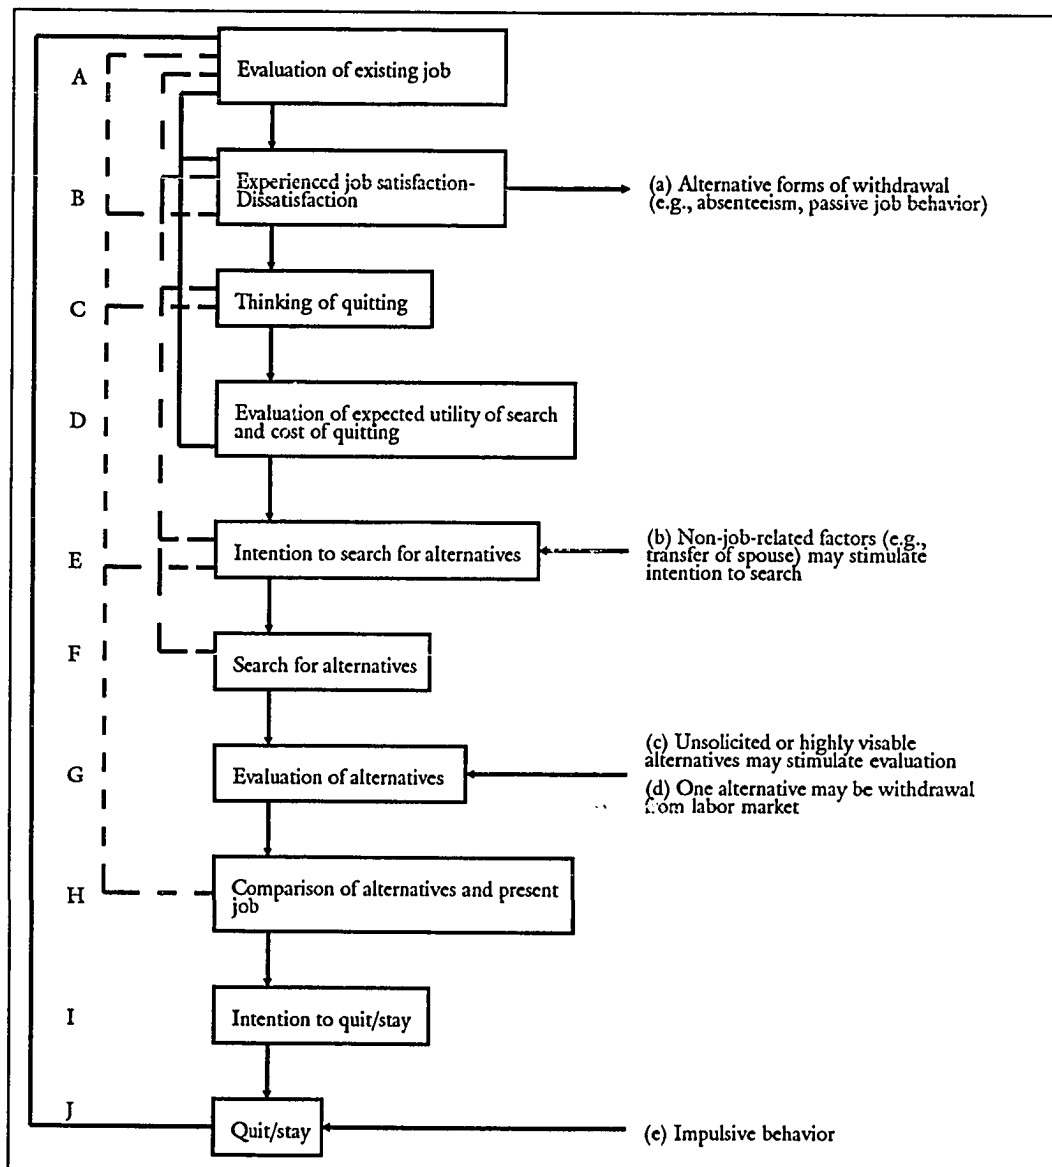 A
Evaluation of existing job
B
Experienced job satisfaction-
Dissatisfaction
(a) Alternative forms of withdrawal
(e.g., absenteeism, passive job behavior)
C
Thinking of quitting
D
Evaluation of expected utility of search
and cost of quitting
E
Intention to search for alternatives
(b) Non-job-related factors (e.g.,
transfer of spouse) may stimulate
intention to search
F
Search for alternatives
G
Evaluation of alternatives
(c) Unsolicited or highly visable
alternatives may stimulate evaluation
(d) One alternative may be withdrawal
from labor market
H
Comparison of alternatives and present
job
I
Intention to quit/stay
J
Quit/stay
(e) Impulsive behavior